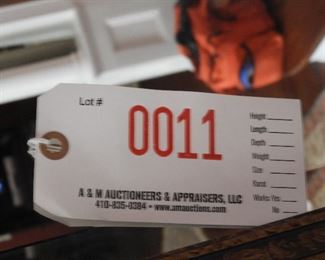 Lot #
0011
Height:
Length:
Depth:
Weight:
Size:
Karat:
Works: Yes:
No
A & M AUCTIONEERS & APPRAISERS, LLC
410-835-0384 • www.amauctions.com